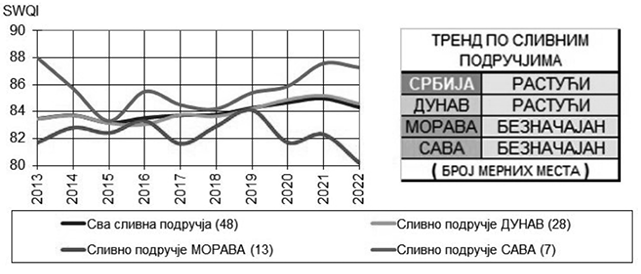 SWQI
90
88
86
84
82
80
2013
2014
2015
2016
2017
2018
2019
2020
2021
2022
ТРЕНД ПО СЛИВНИМ
ПОДРУЧЈИМА
СРБИЈА РАСТУЋИ
ДУНАВ РАСТУЋИ
МОРАВА БЕЗНАЧАЈАН
САВА БЕЗНАЧАЈАН
( БРОЈ МЕРНИХ МЕСТА )
Сва сливна подручја (48)
Сливно подручје ДУНАВ (28)
Сливно подручје МОРАВА (13)
Сливно подручје САВА (7)